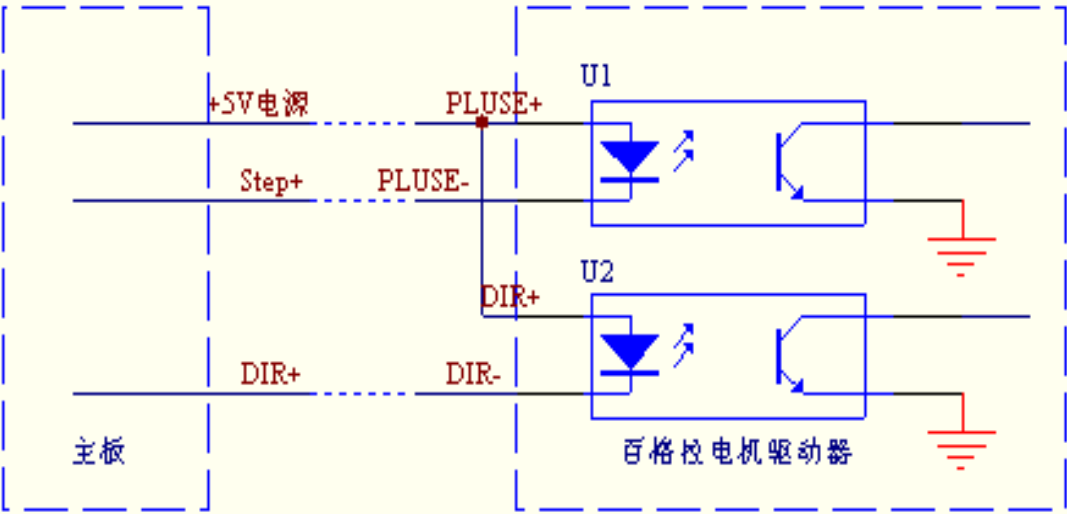 U1
+5V电源
PLUSE+
Step+
PLUSE-
U2
DIR+
DIR+
DIR-
主板
百格拉电机驱动器